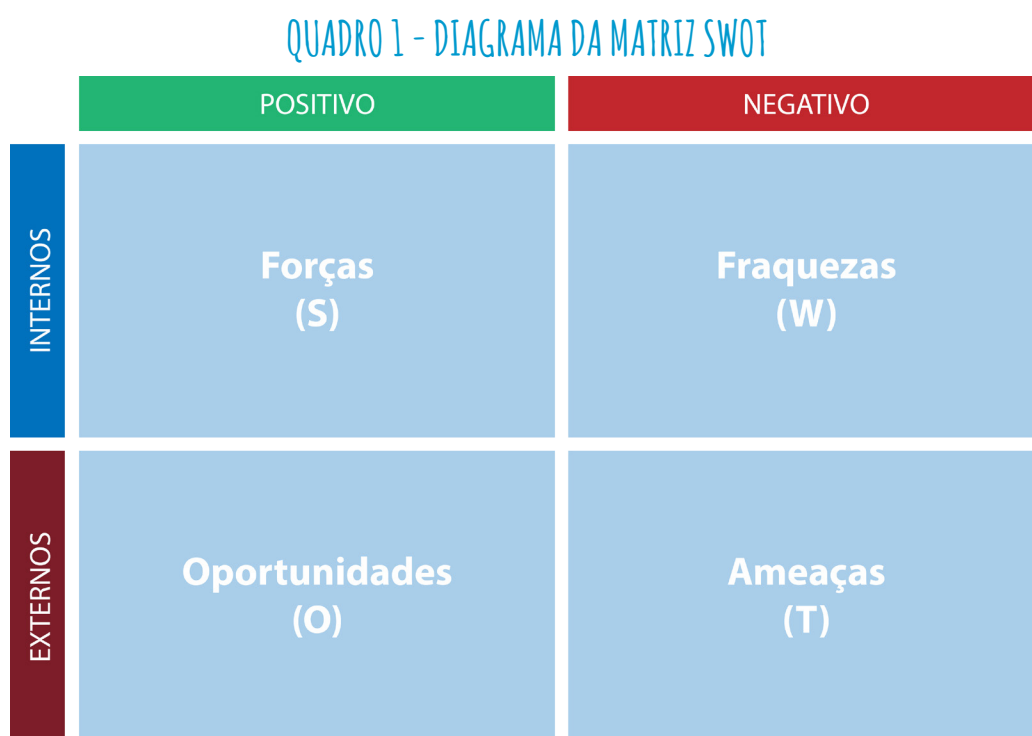 QUADRO 1 - DIAGRAMA DA MATRIZ SWOT
POSITIVO
NEGATIVO
INTERNOS
Forças
(S)
Fraquezas
(W)
EXTERNOS
Oportunidades
(O)
Ameaças
(T)